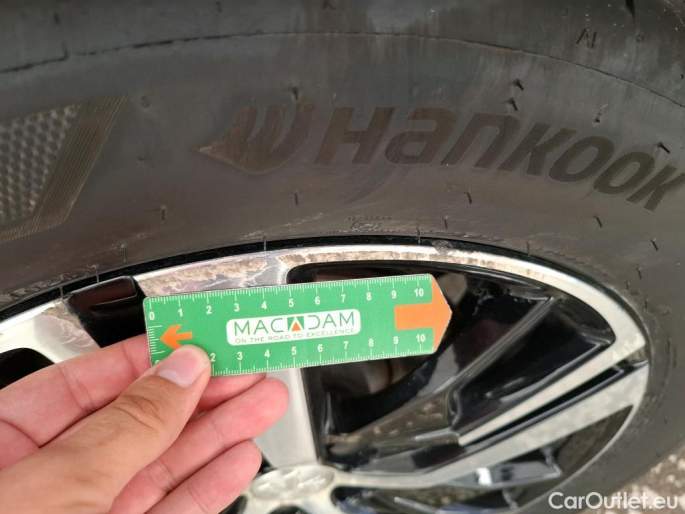 Hankook
0 1 2 3 4 5 6 7 8 9 10
MACADAM
ON THE ROAD TO EXCELLENCE
2 3 4 5 6 7 8 9 10
CarOutlet.eu